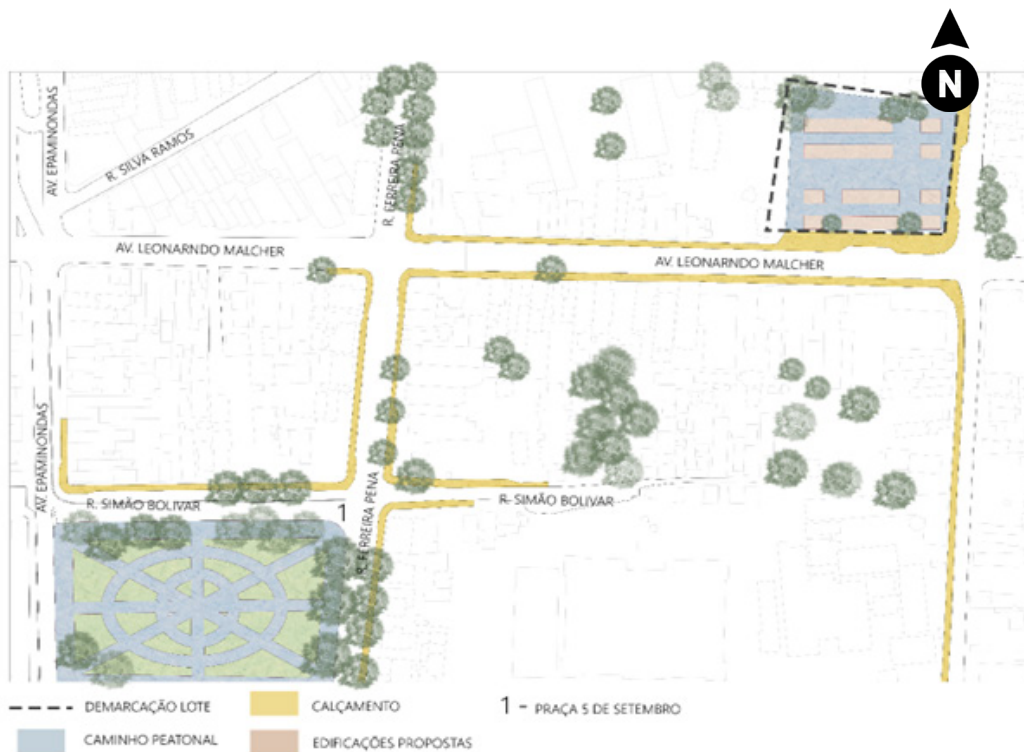 N
AV. EPAMINONDAS
R. SILVA RAMOS
R. FERREIRA PENA
AV. LEONARNDO MALCHER
AV. LEONARNDO MALCHER
AV. EPAMINONDAS
R. SIMÃO BOLIVAR
1
R. FERREIRA PENA
R. SIMÃO BOLIVAR
DEMARCAÇÃO LOTE
CALÇAMENTO
1 - PRAÇA 5 DE SETEMBRO
CAMINHO PEATONAL
EDIFICAÇÕES PROPOSTAS